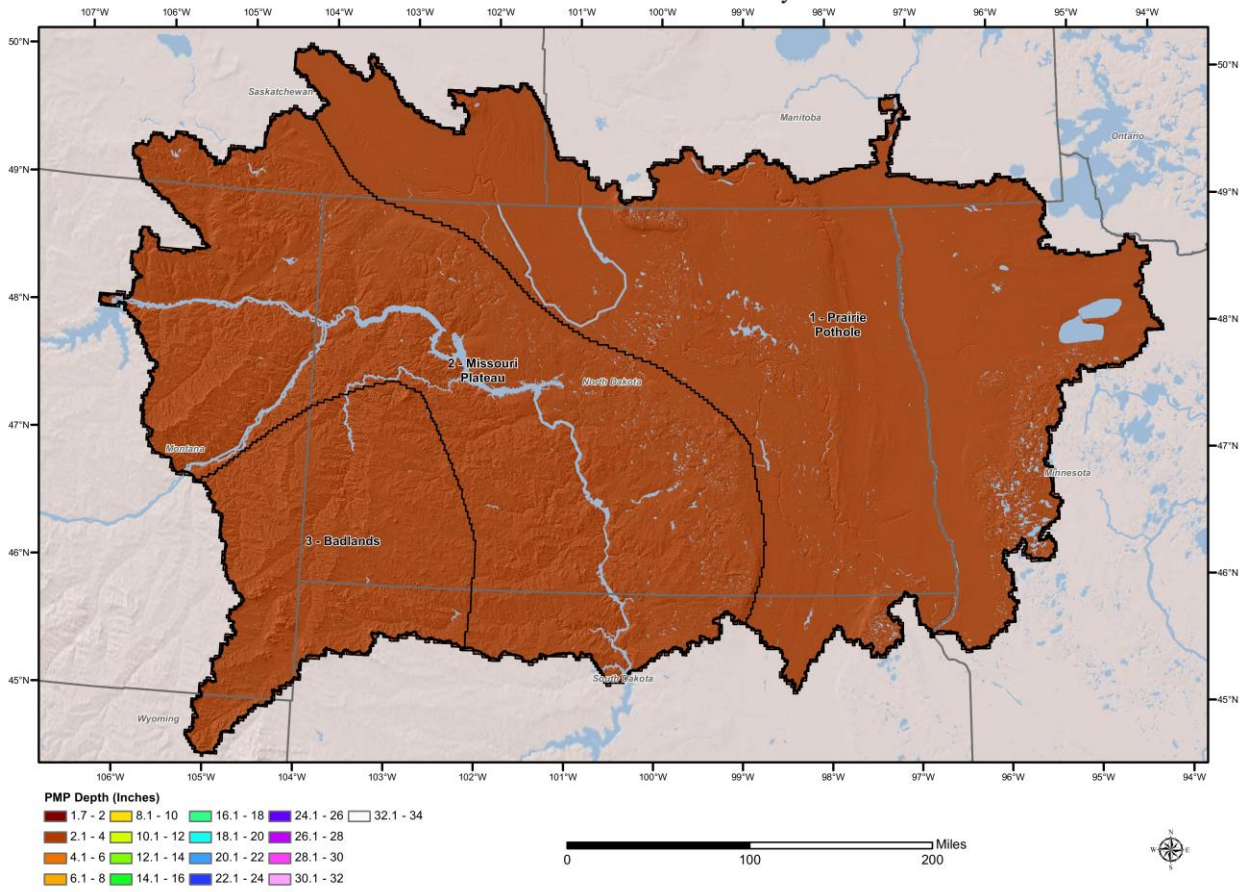 107°W 106°W 105°W 104°W 103°W 102°W 101°W 100°W 99°W 98°W 97°W 96°W 95°W 94°W
50°N 50°N
Saskatchewan
Manitoba
Ontario
49°N 49°N
48°N 48°N
1 - Prairie
Pothole
2 - Missouri
Plateau
North Dakota
47°N 47°N
Montana
Minnesota
3 - Badlands
46°N 46°N
45°N 45°N
South Dakota
Wyoming
106°W 105°W 104°W 103°W 102°W 101°W 100°W 99°W 98°W 97°W 96°W 95°W 94°W
PMP Depth (Inches)
1.7 - 2 8.1 - 10 16.1 - 18 24.1 - 26 32.1 - 34
2.1 - 4 10.1 - 12 18.1 - 20 26.1 - 28
4.1 - 6 12.1 - 14 20.1 - 22 28.1 - 30
6.1 - 8 14.1 - 16 22.1 - 24 30.1 - 32
Miles
0 100 200
N
W E
S